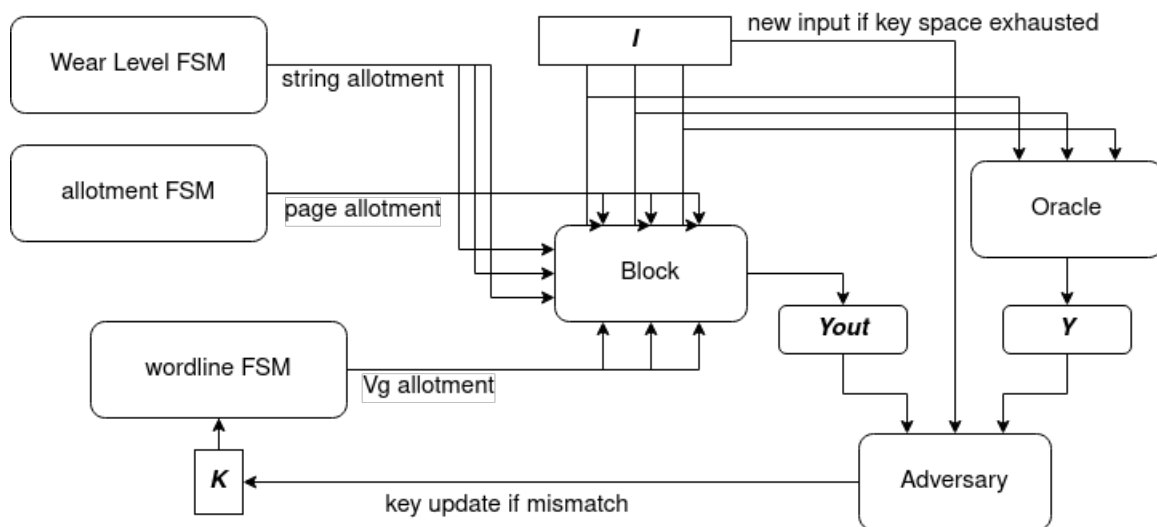 Wear Level FSM
string allotment
I
new input if key space exhausted
allotment FSM
page allotment
Oracle
Block
Yout
Y
wordline FSM
Vg allotment
K
key update if mismatch
Adversary